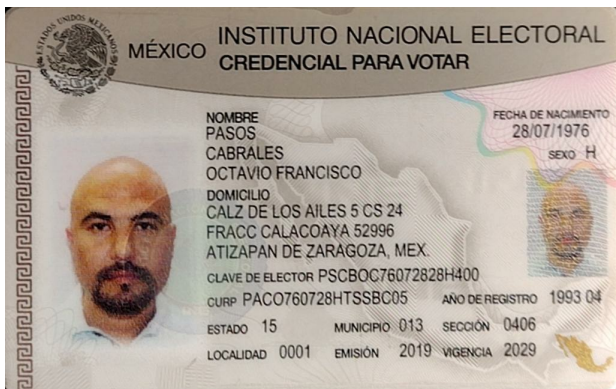 ESTADOS UNIDOS MEXICANOS
MÉXICO
INSTITUTO NACIONAL ELECTORAL
CREDENCIAL PARA VOTAR
NOMBRE
PASOS
CABRALES
OCTAVIO FRANCISCO
FECHA DE NACIMIENTO
28/07/1976
SEXO H
DOMICILIO
CALZ DE LOS AILES 5 CS 24
FRACC CALACOAYA 52996
ATIZAPAN DE ZARAGOZA, MEX.
CLAVE DE ELECTOR PSCBOC76072828H400
CURP PACO760728HTSSBC05 AÑO DE REGISTRO 1993 04
ESTADO 15 MUNICIPIO 013 SECCIÓN 0406
LOCALIDAD 0001 EMISIÓN 2019 VIGENCIA 2029